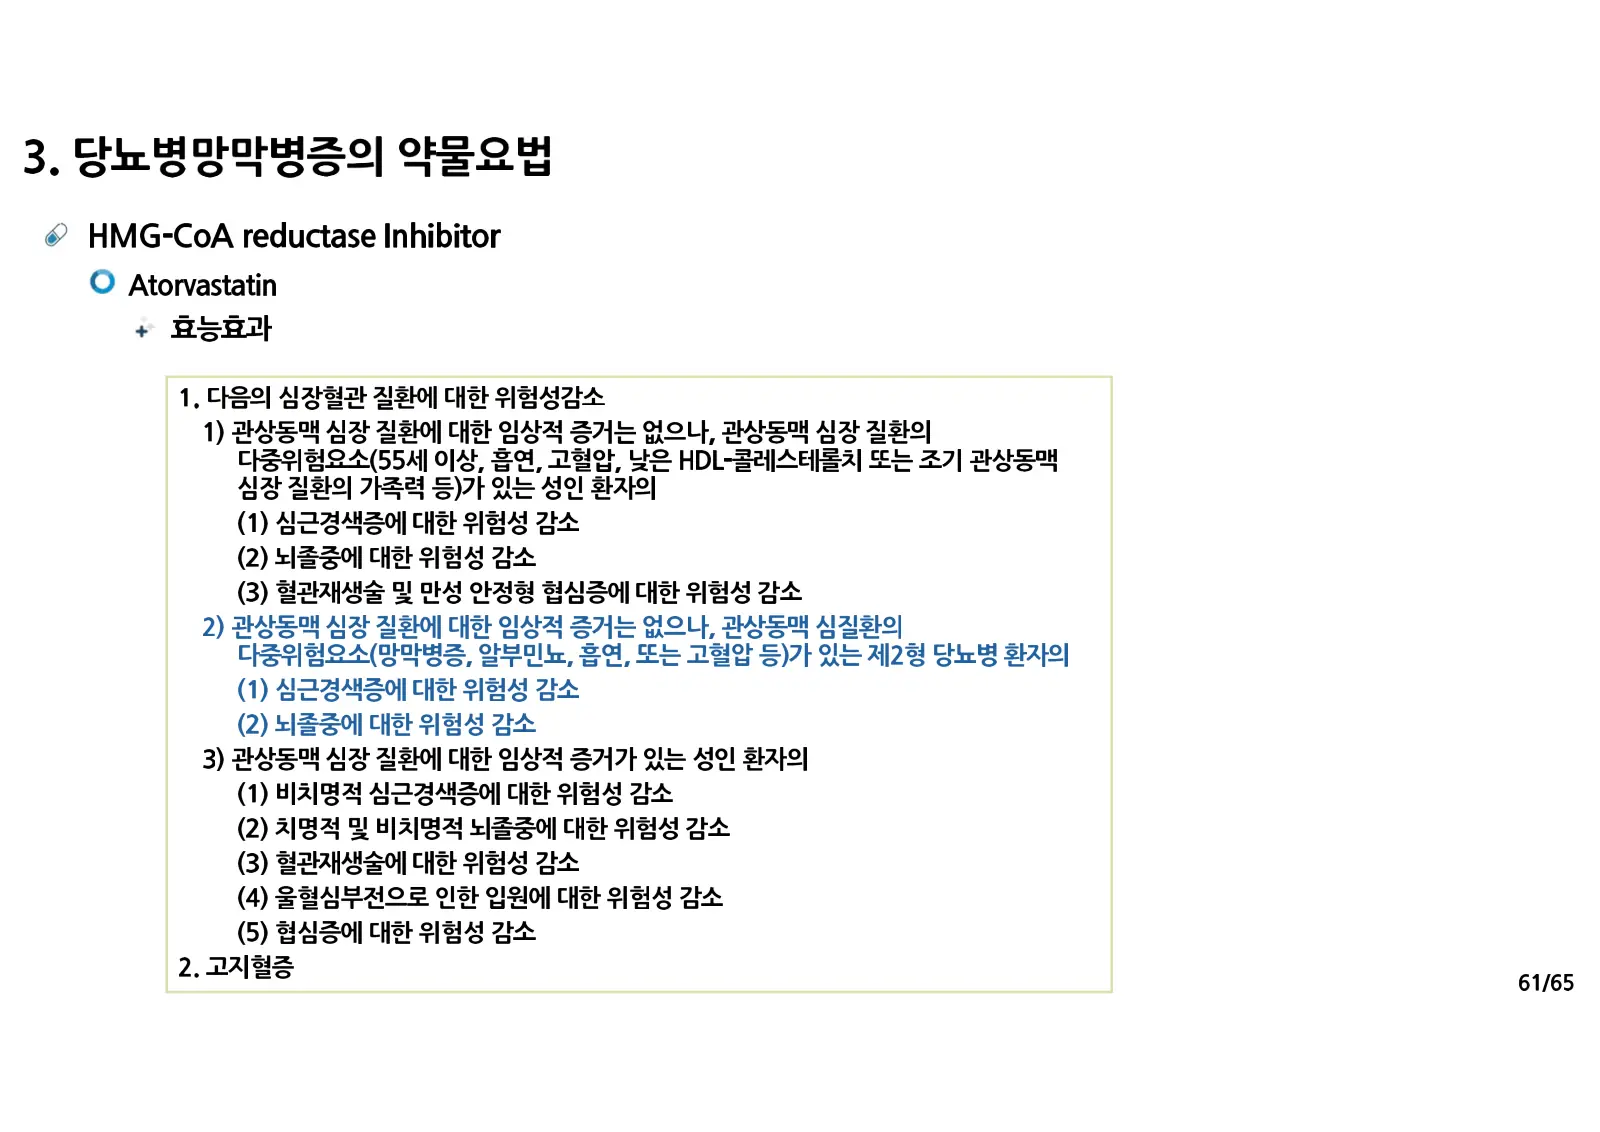 3. 당뇨병망막병증의 약물요법
HMG-CoA reductase Inhibitor
Atorvastatin
효능효과
1. 다음의 심장혈관 질환에 대한 위험성감소
1) 관상동맥 심장 질환에 대한 임상적 증거는 없으나, 관상동맥 심장 질환의
다중위험요소(55세 이상, 흡연, 고혈압, 낮은 HDL-콜레스테롤치 또는 조기 관상동맥
심장 질환의 가족력 등)가 있는 성인 환자의
(1) 심근경색증에 대한 위험성 감소
(2) 뇌졸중에 대한 위험성 감소
(3) 혈관재생술 및 만성 안정형 협심증에 대한 위험성 감소
2) 관상동맥 심장 질환에 대한 임상적 증거는 없으나, 관상동맥 심질환의
다중위험요소(망막병증, 알부민뇨, 흡연, 또는 고혈압 등)가 있는 제2형 당뇨병 환자의
(1) 심근경색증에 대한 위험성 감소
(2) 뇌졸중에 대한 위험성 감소
3) 관상동맥 심장 질환에 대한 임상적 증거가 있는 성인 환자의
(1) 비치명적 심근경색증에 대한 위험성 감소
(2) 치명적 및 비치명적 뇌졸중에 대한 위험성 감소
(3) 혈관재생술에 대한 위험성 감소
(4) 울혈심부전으로 인한 입원에 대한 위험성 감소
(5) 협심증에 대한 위험성 감소
2. 고지혈증
61/65